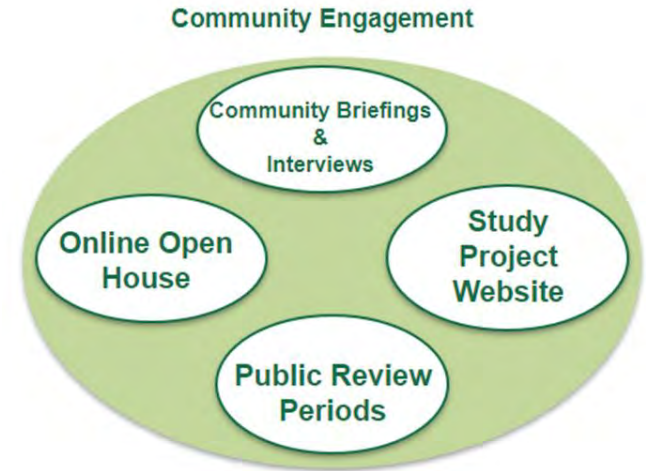 Community Engagement
Community Briefings
&
Interviews
Online Open
House
Study
Project
Website
Public Review
Periods